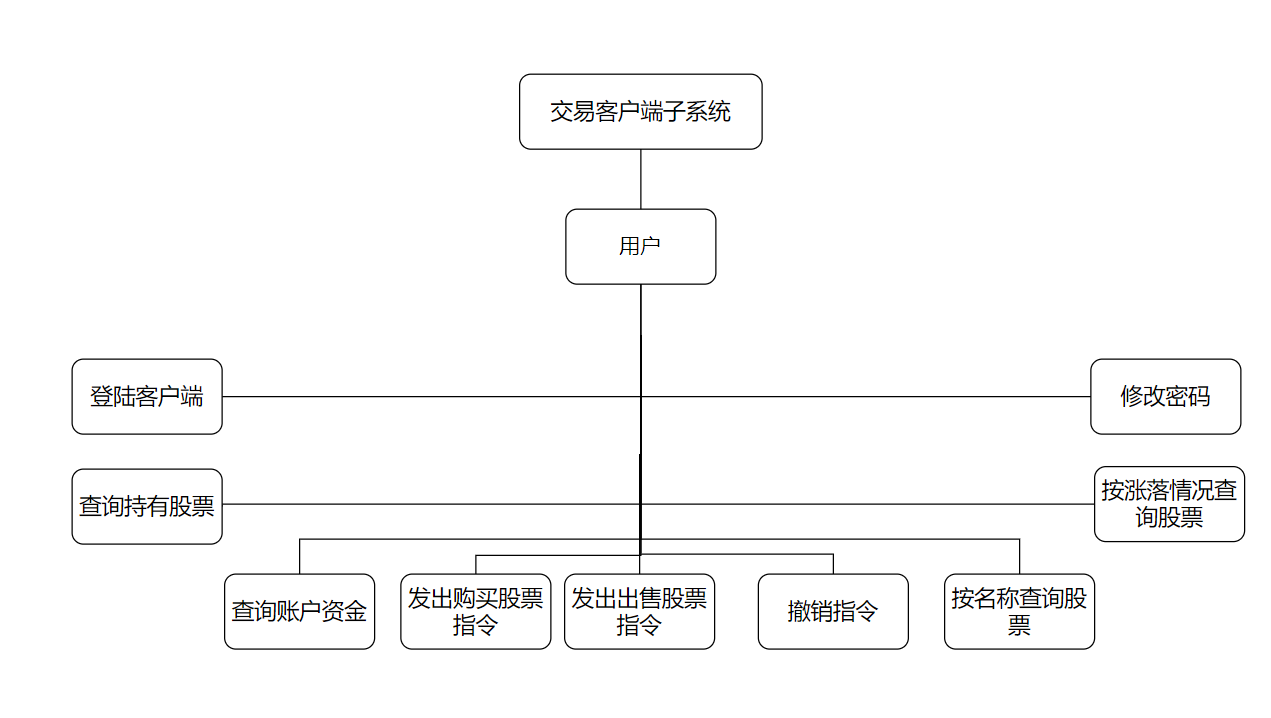 交易客户端子系统
用户
登陆客户端
修改密码
查询持有股票
按涨落情况查
询股票
查询账户资金
发出购买股票
指令
发出出售股票
指令
撤销指令
按名称查询股
票